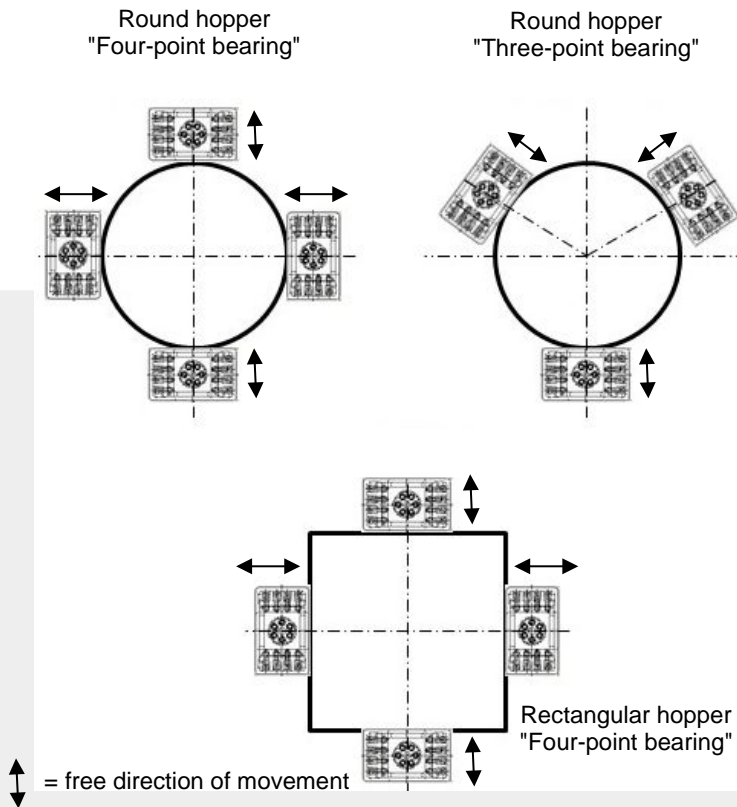 Round hopper
"Four-point bearing"
Round hopper
"Three-point bearing"
Rectangular hopper
"Four-point bearing"
= free direction of movement